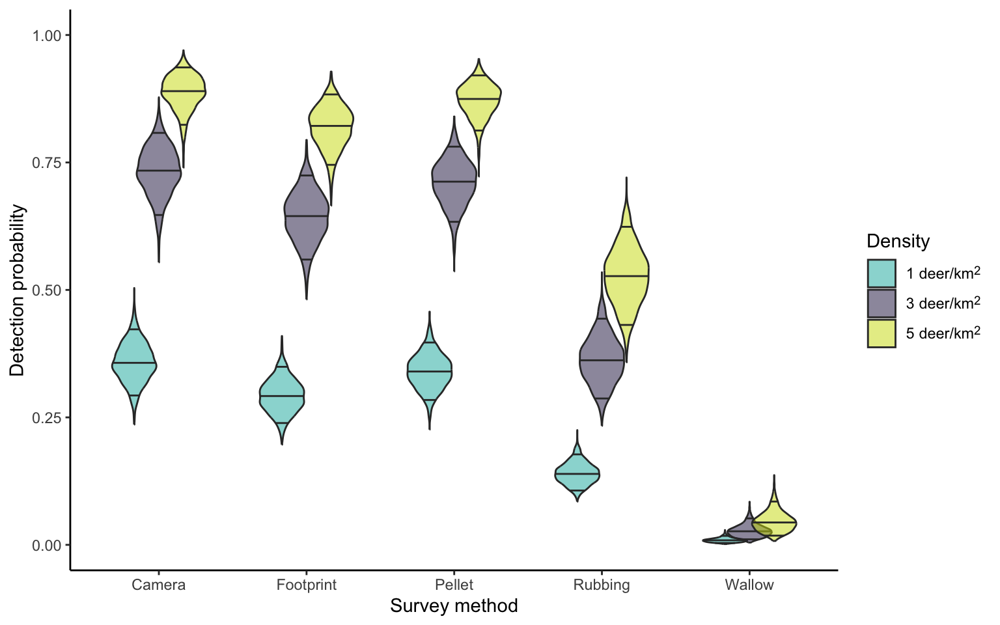 Detection probability
1.00
0.75
0.50
0.25
0.00
Camera Footprint Pellet Rubbing Wallow
Survey method
Density
1 deer/km²
3 deer/km²
5 deer/km²